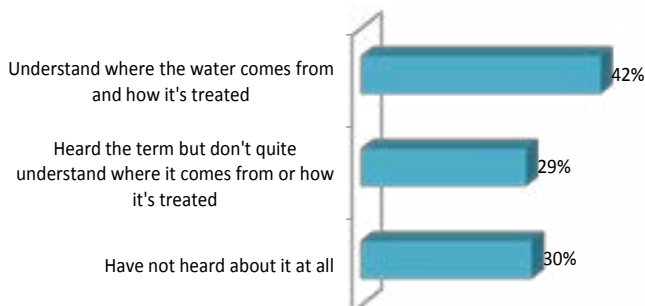 Understand where the water comes from
and how it's treated
42%
Heard the term but don't quite
understand where it comes from or how
it's treated
29%
Have not heard about it at all
30%